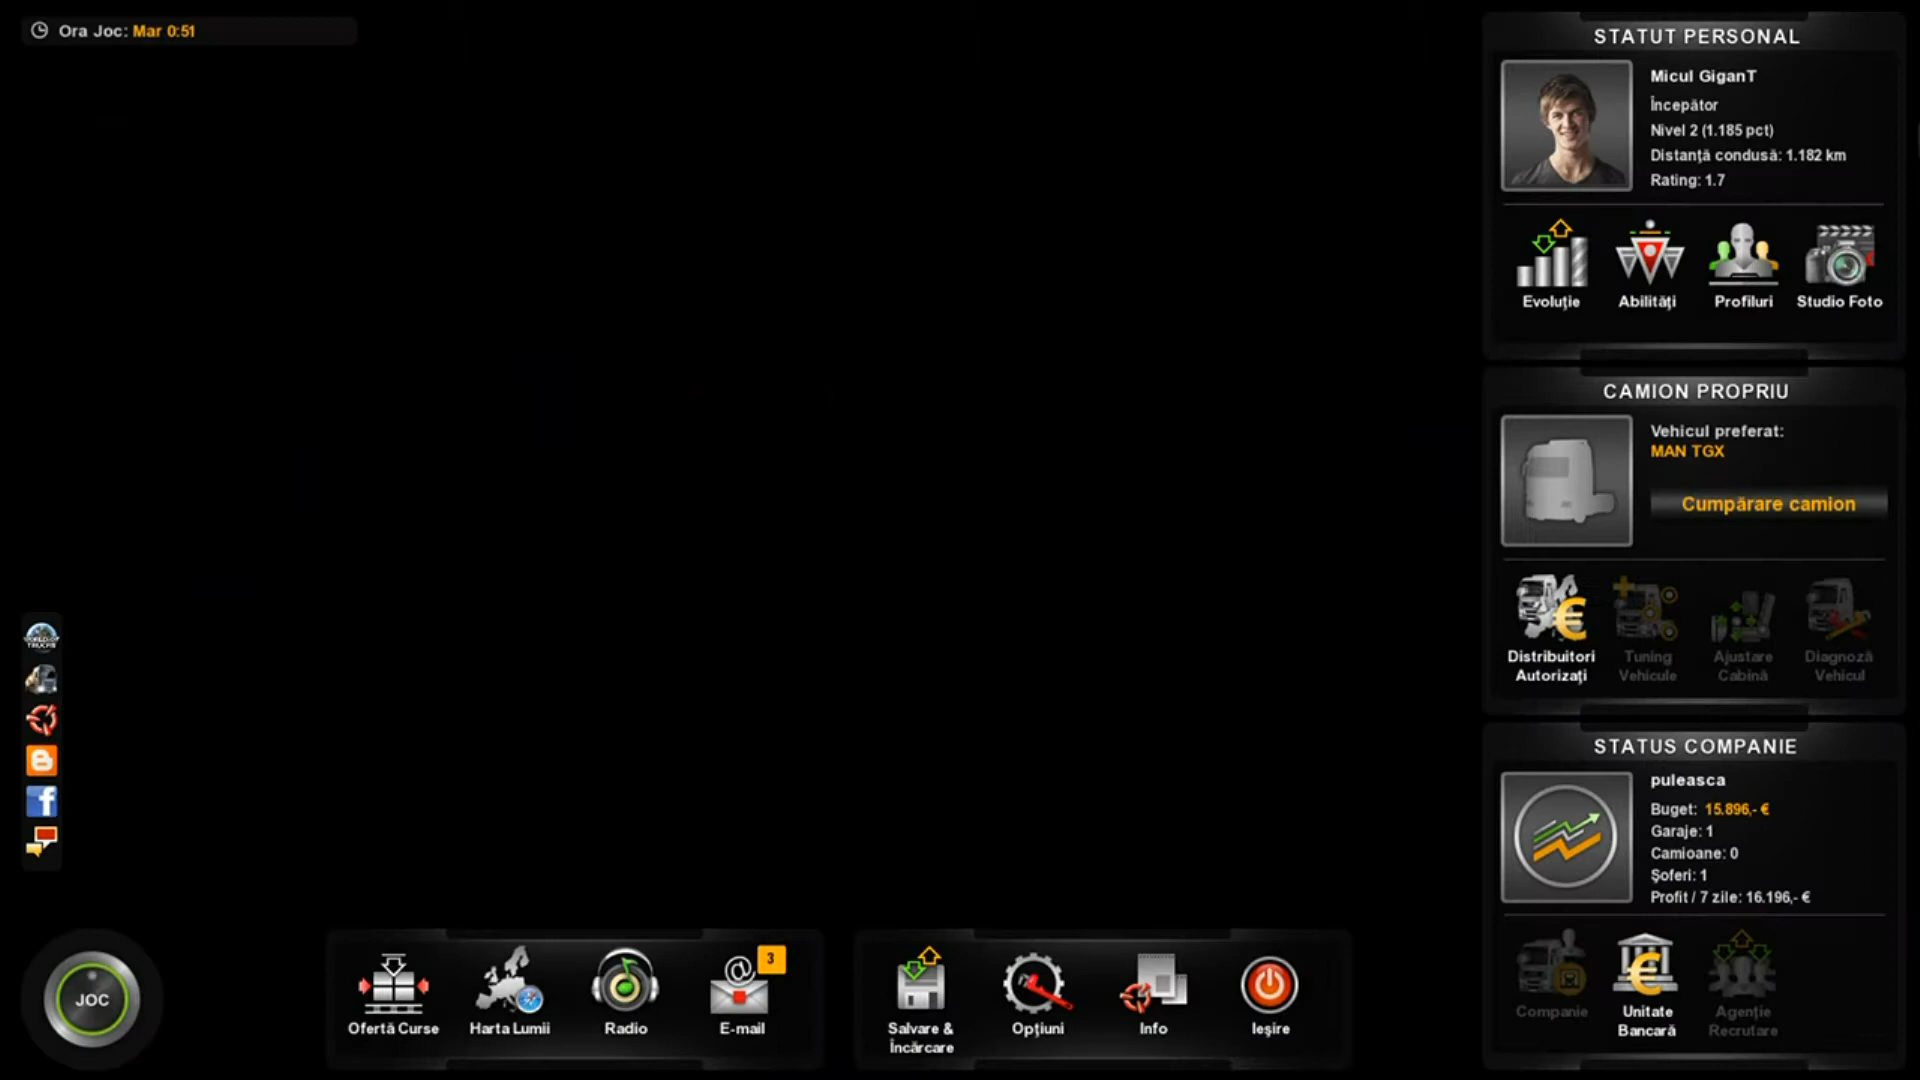 Ora Joc: Mar 0:51
STATUT PERSONAL
Micul GiganT
Începător
Nivel 2 (1.185 pct)
Distanță condusă: 1.182 km
Rating: 1.7
Evoluție
Abilități
Profiluri
Studio Foto
CAMION PROPRIU
Vehicul preferat:
MAN TGX
Cumpărare camion
Distribuitori
Autorizați
Tuning
Vehicule
Ajustare
Cabină
Diagnoză
Vehicul
STATUS COMPANIE
puleasca
Buget: 15.896,- €
Garaje: 1
Camioane: 0
Șoferi: 1
Profit / 7 zile: 16.196,- €
Companie
Unitate
Bancară
Agenție
Recrutare
JOC
Ofertă Curse
Harta Lumii
Radio
3
E-mail
Salvare &
Încărcare
Opțiuni
Info
Ieșire